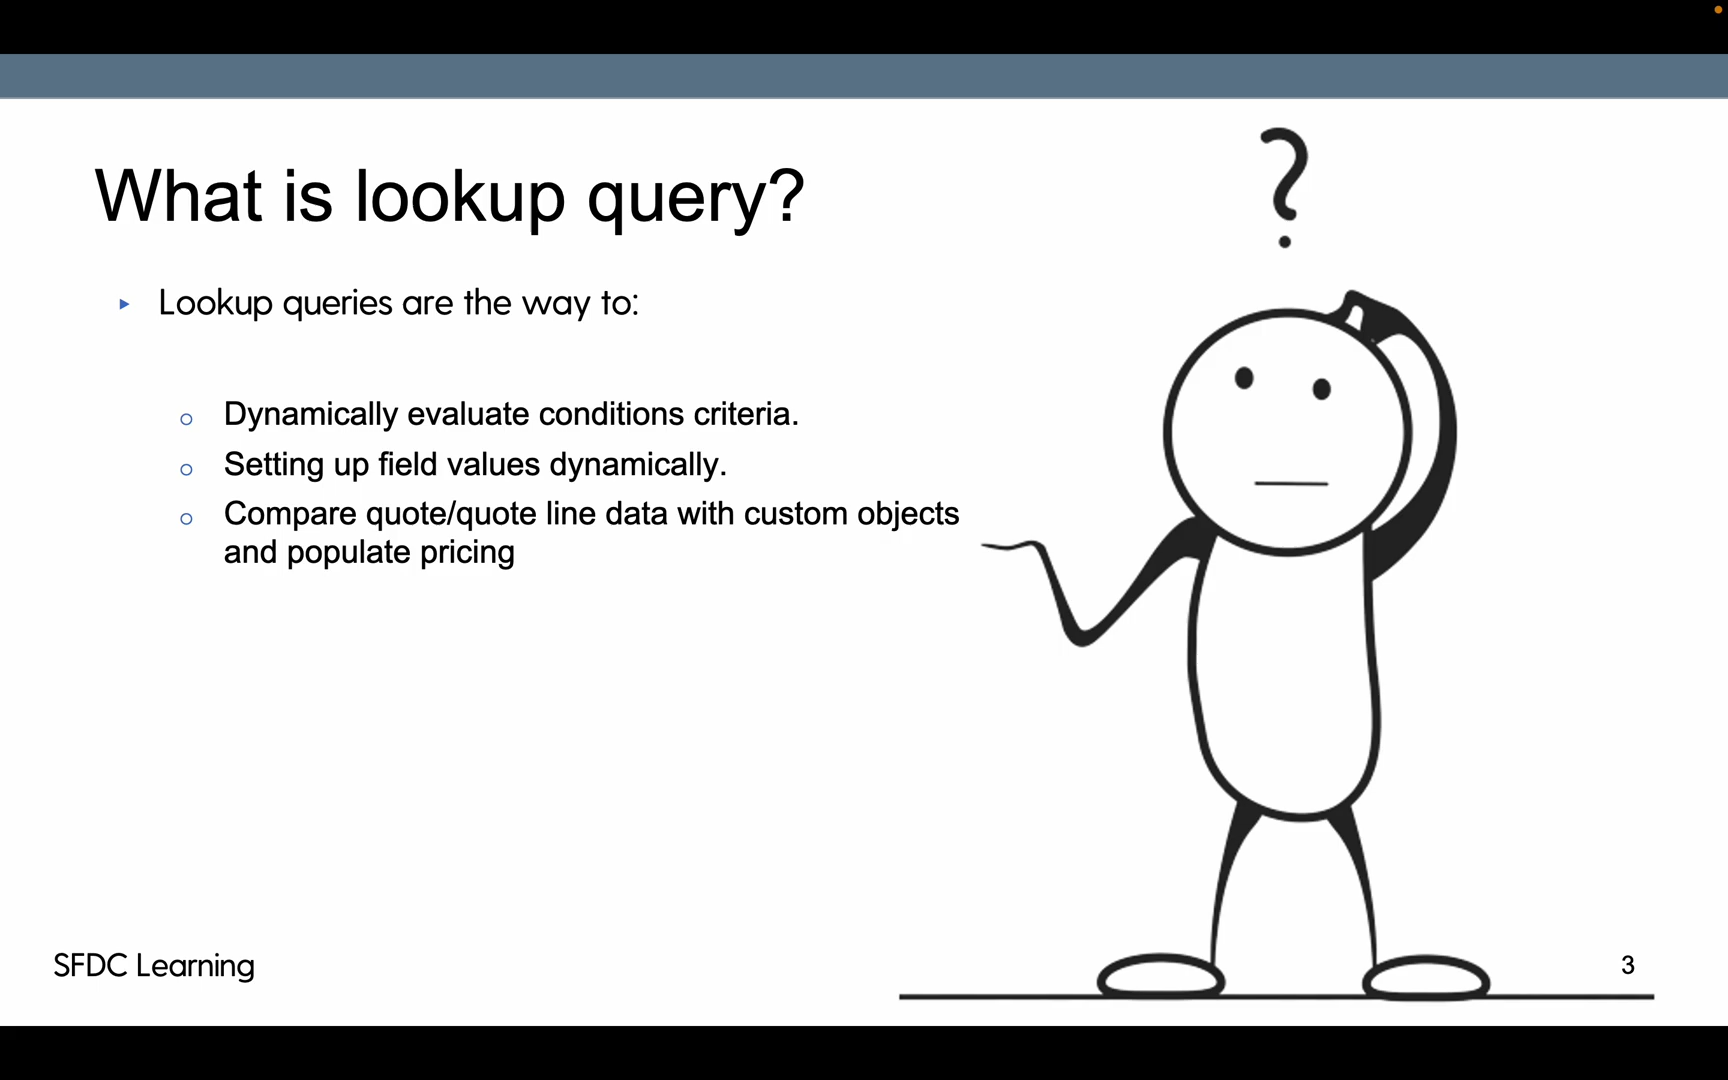 ?
What is lookup query?
Lookup queries are the way to:
Dynamically evaluate conditions criteria.
Setting up field values dynamically.
Compare quote/quote line data with custom objects
and populate pricing
SFDC Learning
3